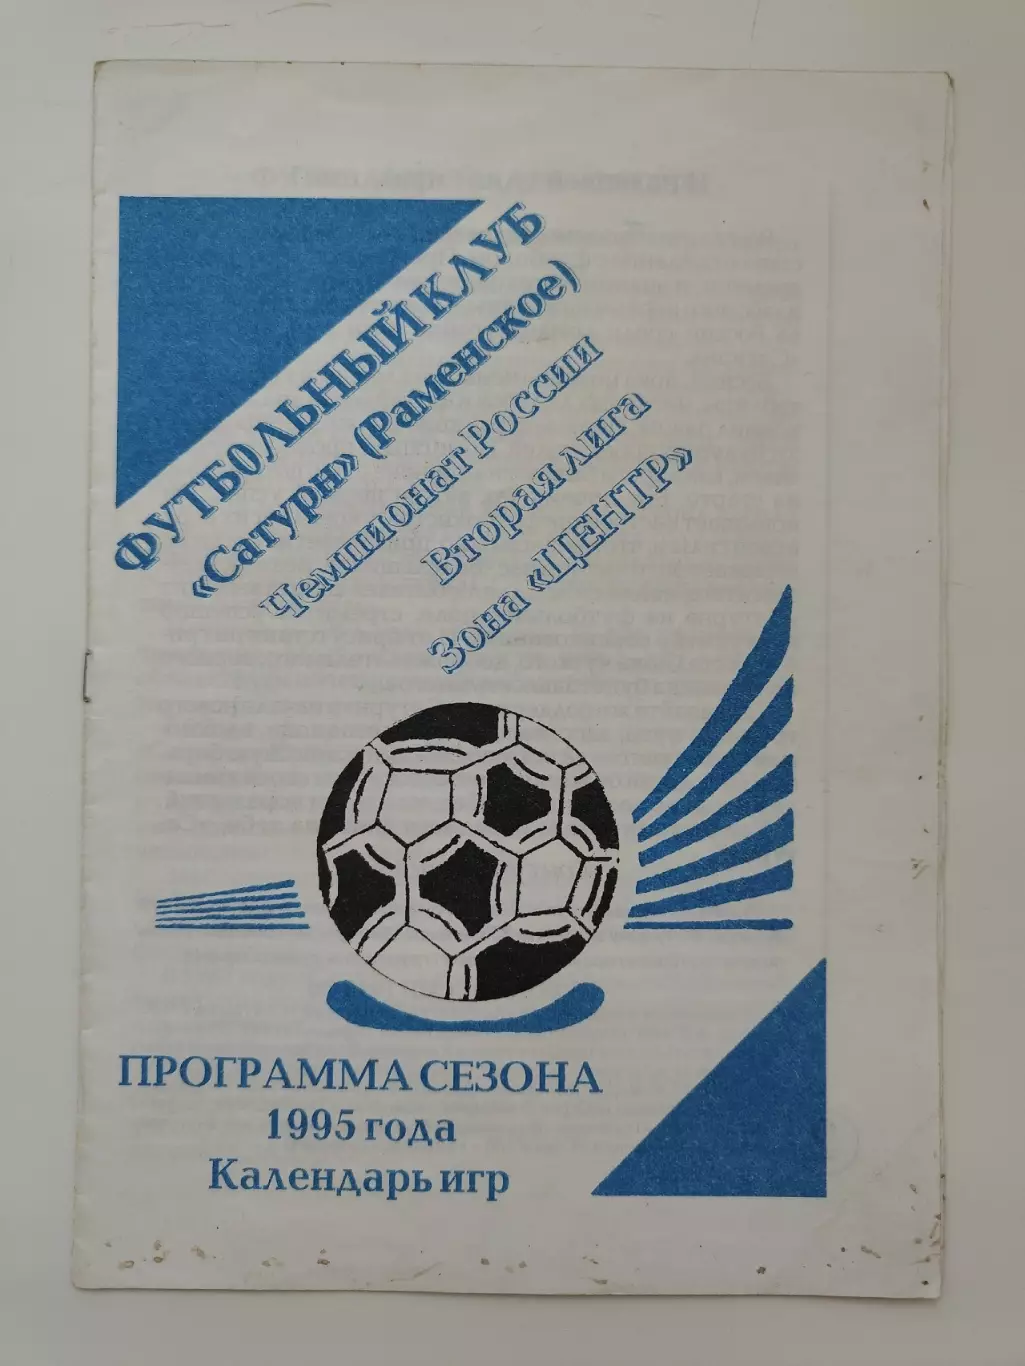 ФУТБОЛЬНЫЙ КЛУБ
«Сатурн» (Раменское)
Чемпионат России
Вторая лига
Зона «ЦЕНТР»
ПРОГРАММА СЕЗОНА
1995 года
Календарь игр